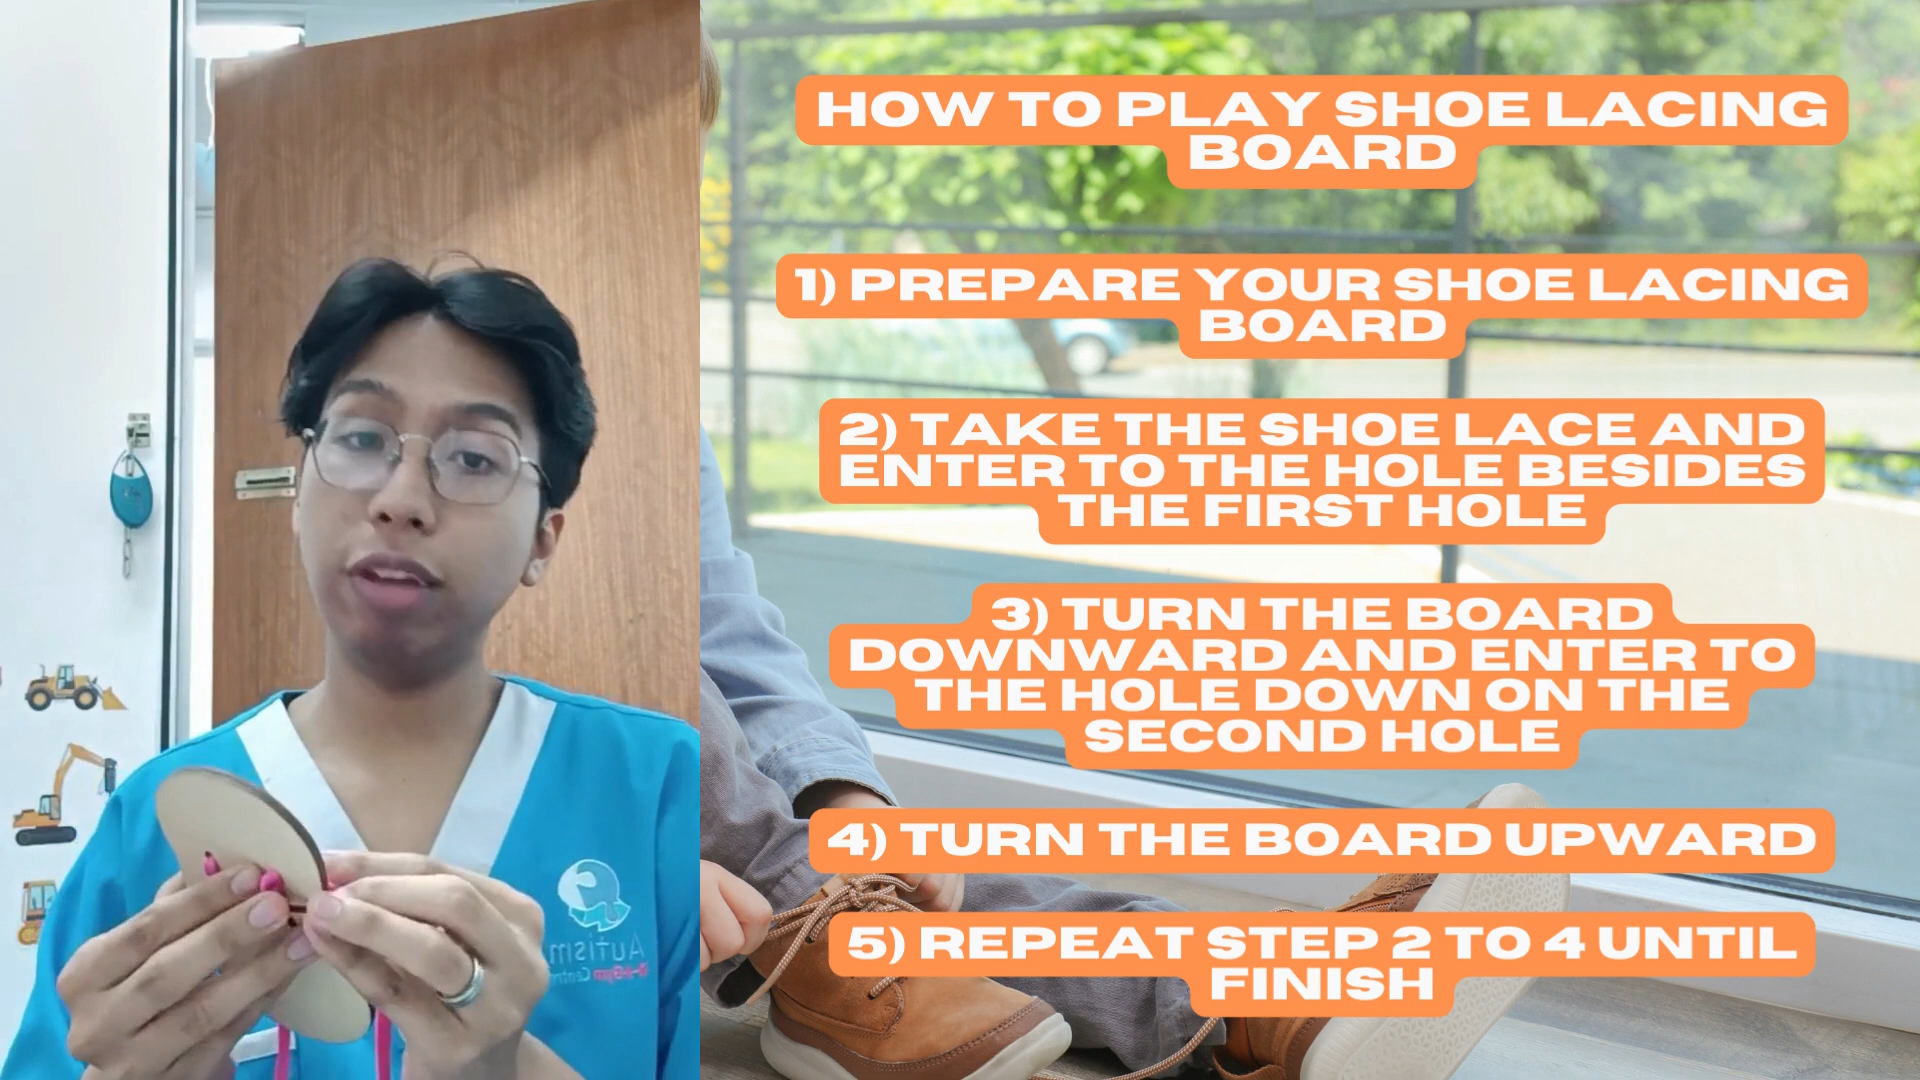 HOW TO PLAY SHOE LACING
BOARD
1) PREPARE YOUR SHOE LACING
BOARD
2) TAKE THE SHOE LACE AND
ENTER TO THE HOLE BESIDES
THE FIRST HOLE
3) TURN THE BOARD
DOWNWARD AND ENTER TO
THE HOLE DOWN ON THE
SECOND HOLE
4) TURN THE BOARD UPWARD
5) REPEAT STEP 2 TO 4 UNTIL
FINISH
Autism